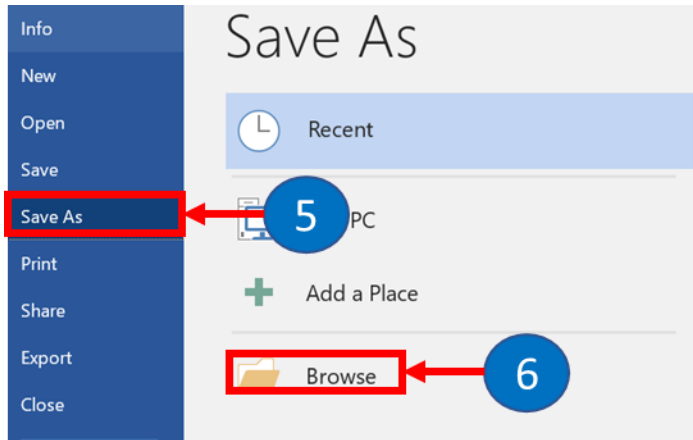 Info
New
Open
Save
Save As
Print
Share
Export
Close
Save As
Recent
5
PC
Add a Place
Browse
6